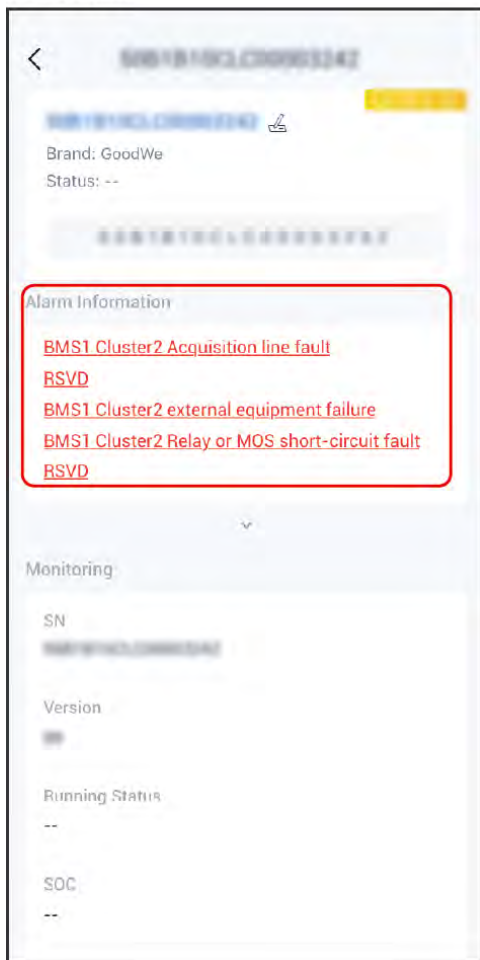 Brand: GoodWe
Status: --
Alarm Information
BMS1 Cluster2 Acquisition line fault
RSVD
BMS1 Cluster2 external equipment failure
BMS1 Cluster2 Relay or MOS short-circuit fault
RSVD
Monitoring
SN
Version
Running Status
--
SOC
--